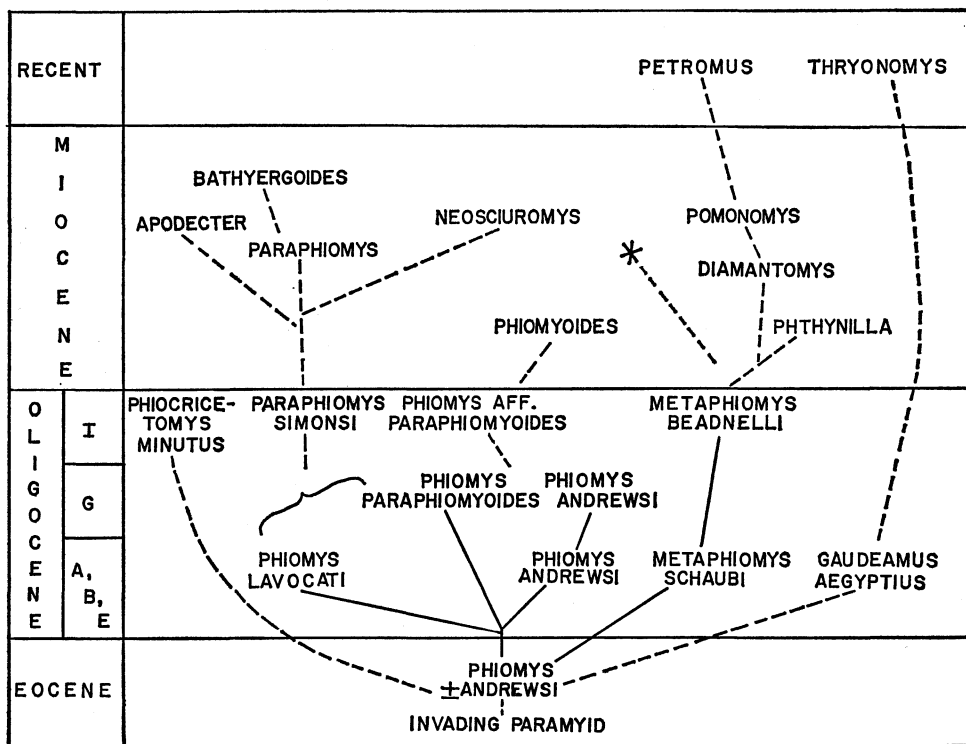 RECENT
PETROMUS THRYONOMYS
MIOCENE
BATHYERGOIDES
APODECTER
NEOSCIUROMYS
POMONOMYS
PARAPHIOMYS
*
DIAMANTOMYS
PHIOMYOIDES
PHTHYNILLA
OLIGOCENE
I
PHIOCRICE-
TOMYS
MINUTUS
PARAPHIOMYS
SIMONSI
PHIOMYS AFF.
PARAPHIOMYOIDES
METAPHIOMYS
BEADNELLI
G
PHIOMYS
PARAPHIOMYOIDES
PHIOMYS
ANDREWSI
A,
B,
E
PHIOMYS
LAVOCATI
PHIOMYS
ANDREWSI
METAPHIOMYS
SCHAUBI
GAUDEAMUS
AEGYPTIUS
EOCENE
PHIOMYS
±ANDREWSI
INVADING PARAMYID